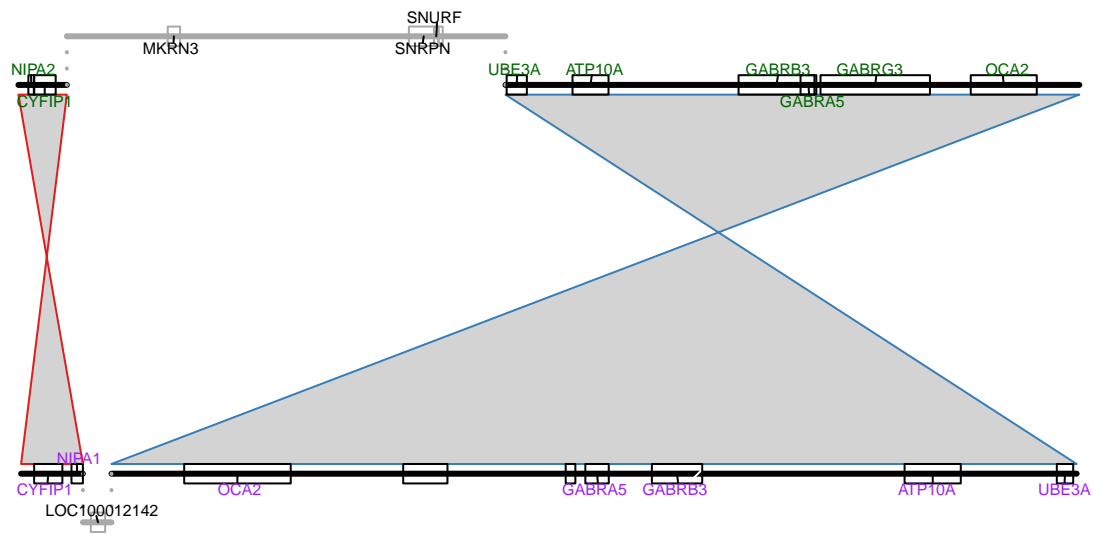 SNURF
MKRN3 SNRPN
NIPA2 UBE3A ATP10A GABRB3 GABRG3 OCA2
CYFIP1 GABRA5
NIPA1
CYFIP1 OCA2 GABRA5 GABRB3 ATP10A UBE3A
LOC100012142